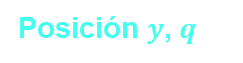 Posición y, q